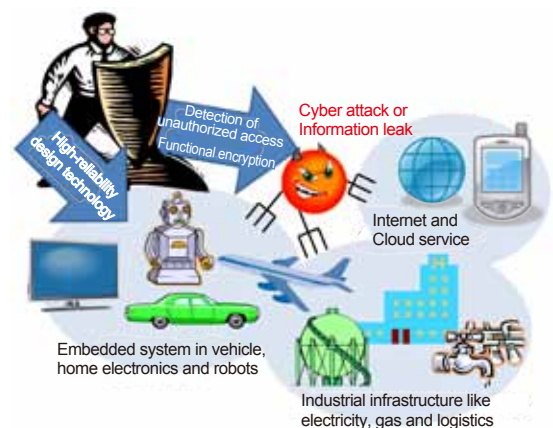 Detection of
unauthorized access
Functional encryption
High-reliability
design technology
Cyber attack or
Information leak
Internet and
Cloud service
Embedded system in vehicle,
home electronics and robots
Industrial infrastructure like
electricity, gas and logistics